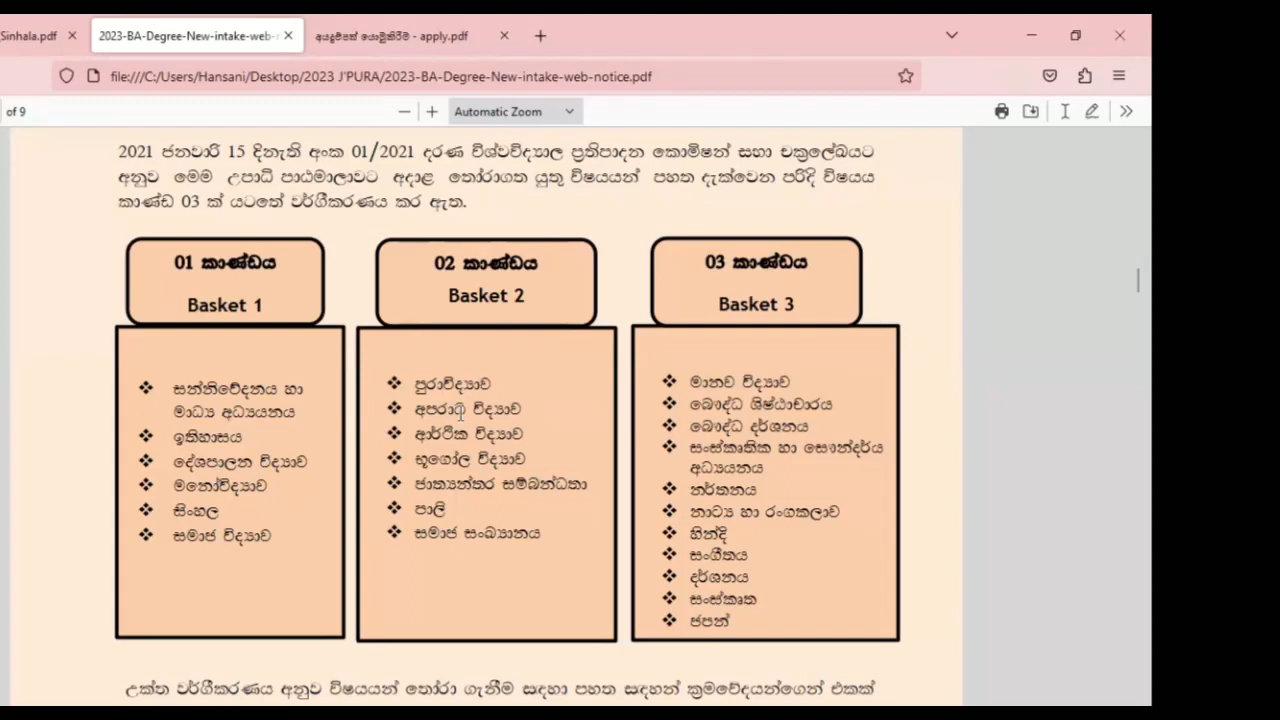 Sinhala.pdf
2023-BA-Degree-New-intake-web-
අයදුම්පත් යොමුකිරීම - apply.pdf
file:///C:/Users/Hansani/Desktop/2023 J'PURA/2023-BA-Degree-New-intake-web-notice.pdf
of 9
Automatic Zoom
2021 ජනවාරි 15 දිනැති අංක 01/2021 දරණ විශ්වවිද්‍යාල ප්‍රතිපාදන කොමිෂන් සභා චක්‍රලේඛයට
අනුව මෙම උපාධි පාඨමාලාවට අදාළ තෝරාගත යුතු විෂයයන් පහත දැක්වෙන පරිදි විෂයය
කාණ්ඩ 03 ක් යටතේ වර්ගීකරණය කර ඇත.
01 කාණ්ඩය
Basket 1
සන්නිවේදනය හා
මාධ්‍ය අධ්‍යයනය
ඉතිහාසය
දේශපාලන විද්‍යාව
මනෝවිද්‍යාව
සිංහල
සමාජ විද්‍යාව
02 කාණ්ඩය
Basket 2
පුරාවිද්‍යාව
අපරාධ විද්‍යාව
ආර්ථික විද්‍යාව
භූගෝල විද්‍යාව
ජාත්‍යන්තර සම්බන්ධතා
පාලි
සමාජ සංඛ්‍යානය
03 කාණ්ඩය
Basket 3
මානව විද්‍යාව
බෞද්ධ ශිෂ්ඨාචාරය
බෞද්ධ දර්ශනය
සංස්කෘතික හා සෞන්දර්ය
අධ්‍යයනය
නර්තනය
නාට්‍ය හා රංගකලාව
හින්දි
සංගීතය
දර්ශනය
සංස්කෘත
ජපන්
උක්ත වර්ගීකරණය අනුව විෂයයන් තෝරා ගැනීම සඳහා පහත සඳහන් ක්‍රමවේදයන්ගෙන් එකක්